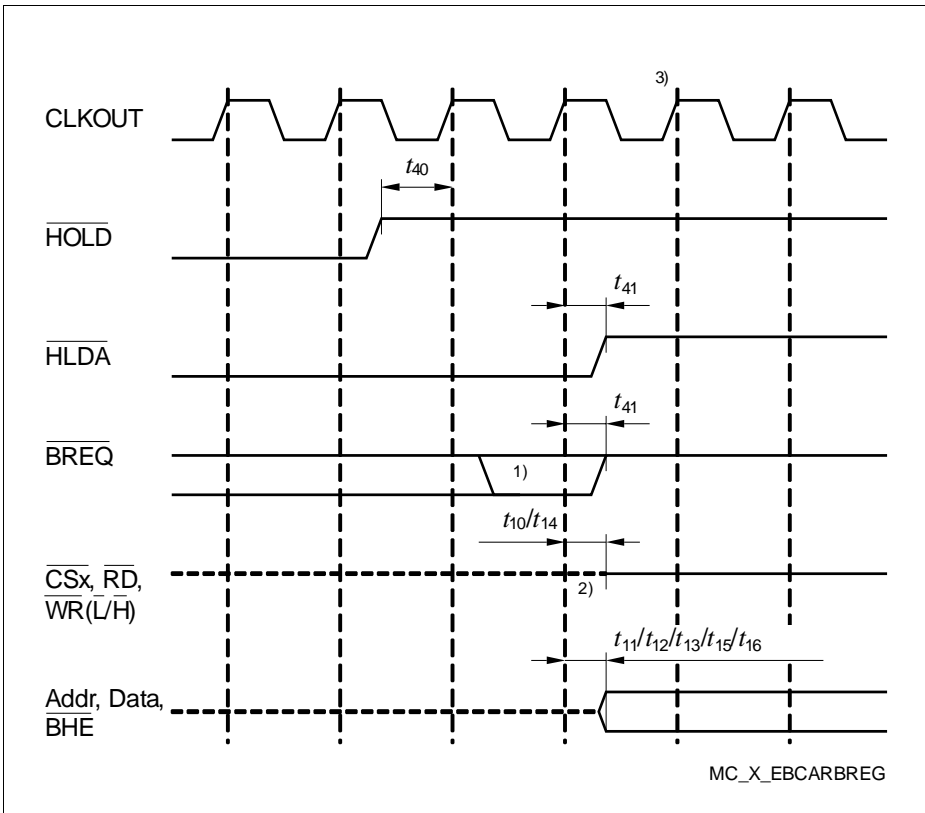 3)
CLKOUT
t40
HOLD
t41
HLDA
t41
BREQ
1)
t10/t14
CSx, RD,
WR(L/H)
2)
t11/t12/t13/t15/t16
Addr, Data,
BHE
MC_X_EBCARBREG